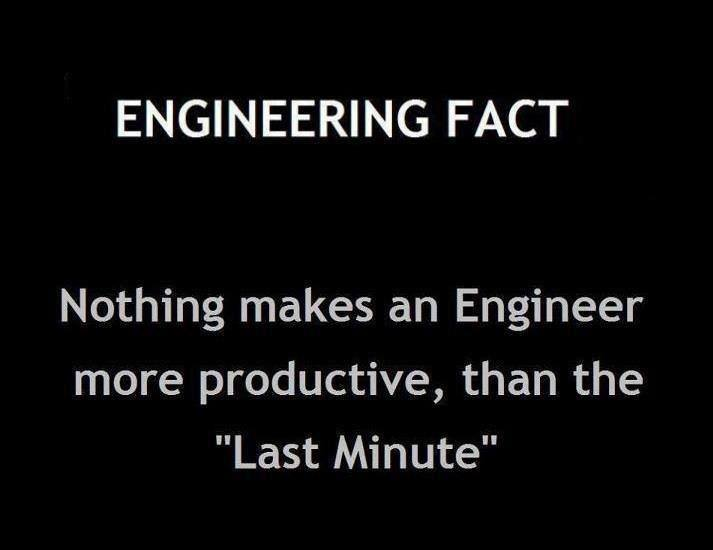 ENGINEERING FACT
Nothing makes an Engineer
more productive, than the
"Last Minute"